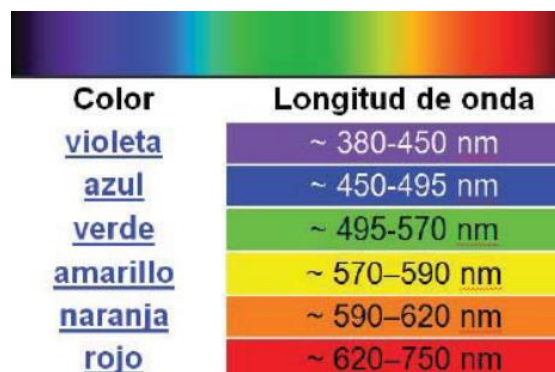 Color Longitud de onda
violeta ~ 380-450 nm
azul ~ 450-495 nm
verde ~ 495-570 nm
amarillo ~ 570–590 nm
naranja ~ 590–620 nm
rojo ~ 620–750 nm